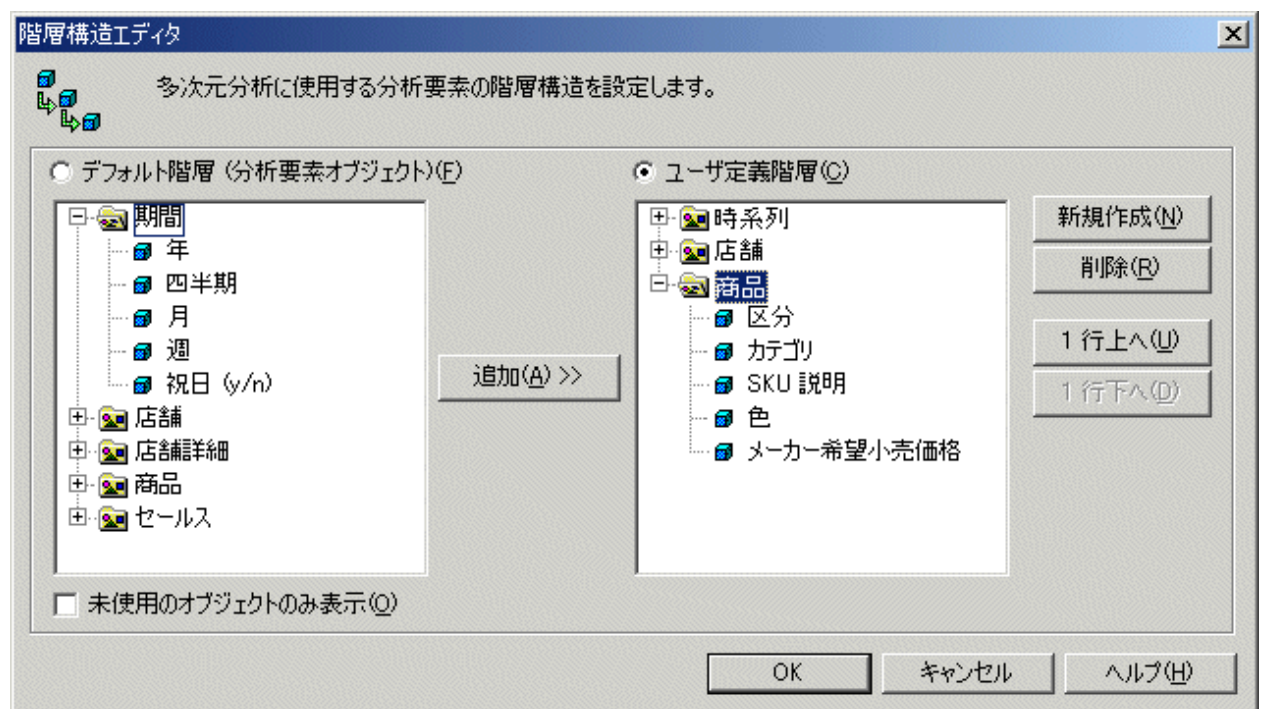 階層構造エディタ
多次元分析に使用する分析要素の階層構造を設定します。
デフォルト階層 (分析要素オブジェクト)(F)
期間
年
四半期
月
週
祝日 (y/n)
店舗
店舗詳細
商品
セールス
未使用のオブジェクトのみ表示(O)
追加(A) >>
ユーザ定義階層(C)
時系列
店舗
商品
区分
カテゴリ
SKU 説明
色
メーカー希望小売価格
新規作成(N)
削除(R)
1 行上へ(U)
1 行下へ(D)
OK
キャンセル
ヘルプ(H)